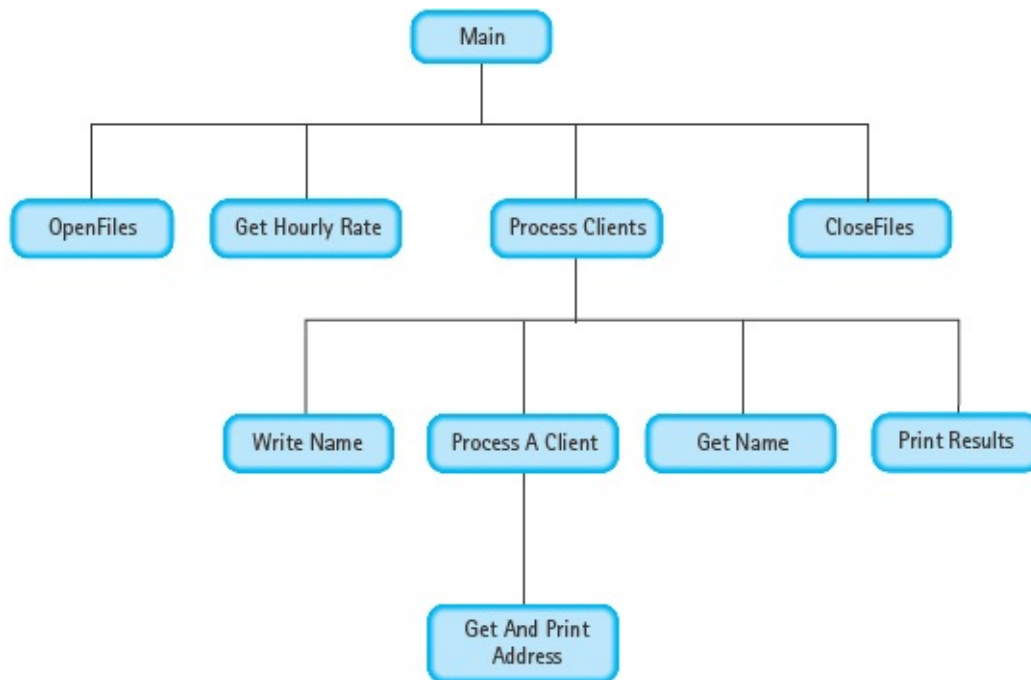 Main
OpenFiles
Get Hourly Rate
Process Clients
CloseFiles
Write Name
Process A Client
Get Name
Print Results
Get And Print
Address